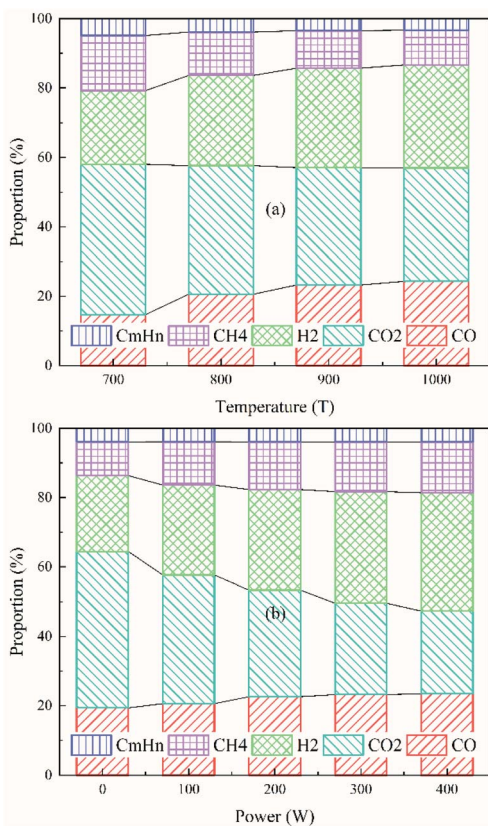 100
80
60
40
20
0
Proportion (%)
(a)
CmHn CH4 H2 CO2 CO
700 800 900 1000
Temperature (T)
100
80
60
40
20
0
Proportion (%)
(b)
CmHn CH4 H2 CO2 CO
0 100 200 300 400
Power (W)